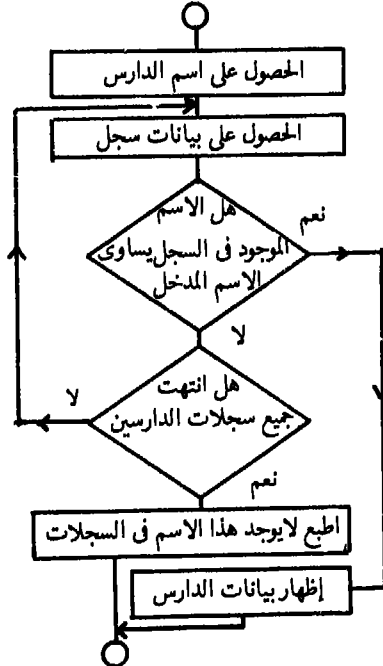 الحصول على اسم الدارس
الحصول على بيانات سجل
هل الاسم
نعم
الموجود فى السجل يساوى
الاسم المدخل
لا
هل انتهت
لا
جميع سجلات الدارسين
نعم
اطبع لايوجد هذا الاسم فى السجلات
إظهار بيانات الدارس